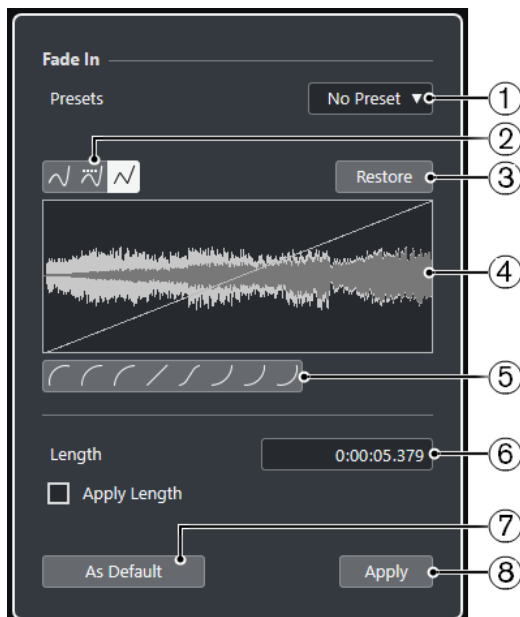 Fade In
Presets
No Preset ▼
1
2
Restore
3
4
5
Length
0:00:05.379
6
Apply Length
7
As Default
Apply
8